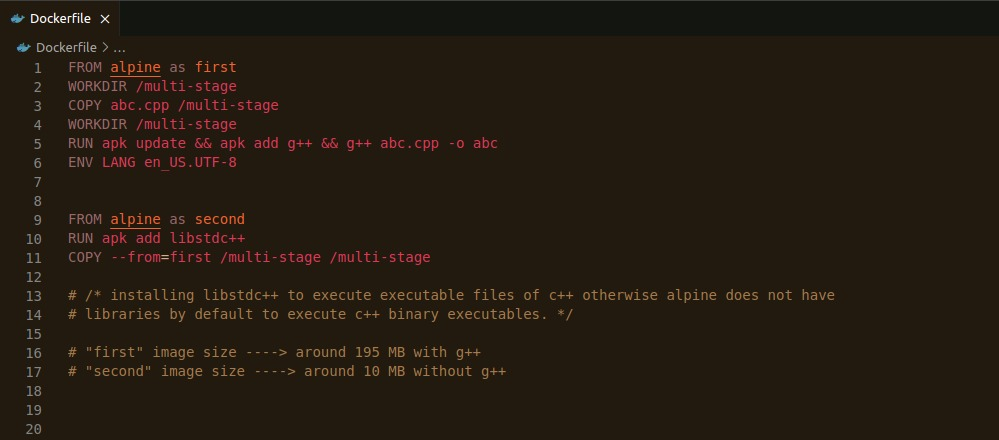 Dockerfile ×
Dockerfile > ...
1 FROM alpine as first
2 WORKDIR /multi-stage
3 COPY abc.cpp /multi-stage
4 WORKDIR /multi-stage
5 RUN apk update && apk add g++ && g++ abc.cpp -o abc
6 ENV LANG en_US.UTF-8
7
8
9 FROM alpine as second
10 RUN apk add libstdc++
11 COPY --from=first /multi-stage /multi-stage
12
13 # /* installing libstdc++ to execute executable files of c++ otherwise alpine does not have
14 # libraries by default to execute c++ binary executables. */
15
16 # "first" image size ----> around 195 MB with g++
17 # "second" image size ----> around 10 MB without g++
18
19
20